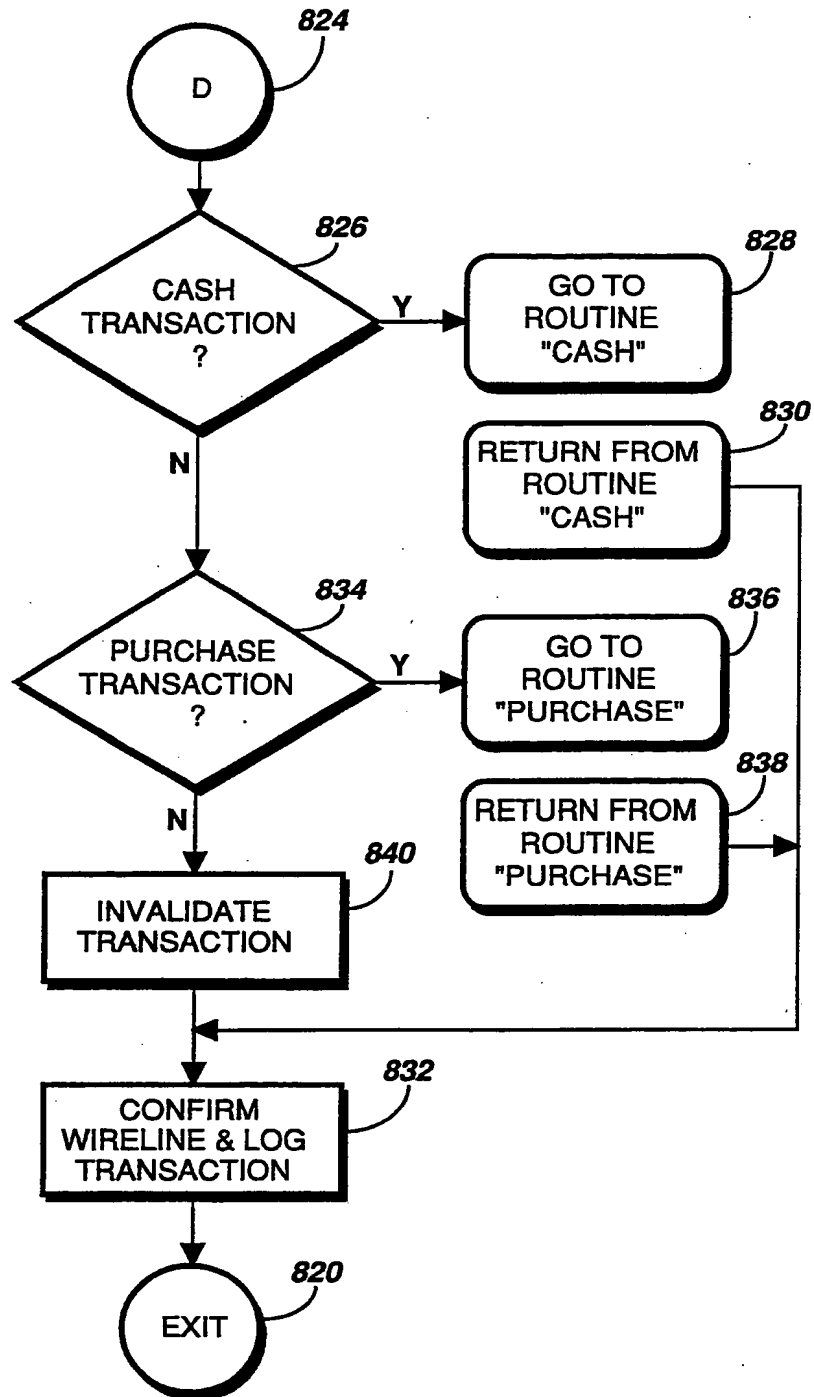 824
D
826
CASH
TRANSACTION
?
Y
828
GO TO
ROUTINE
"CASH"
830
RETURN FROM
ROUTINE
"CASH"
N
834
PURCHASE
TRANSACTION
?
Y
836
GO TO
ROUTINE
"PURCHASE"
838
RETURN FROM
ROUTINE
"PURCHASE"
N
840
INVALIDATE
TRANSACTION
832
CONFIRM
WIRELINE & LOG
TRANSACTION
820
EXIT